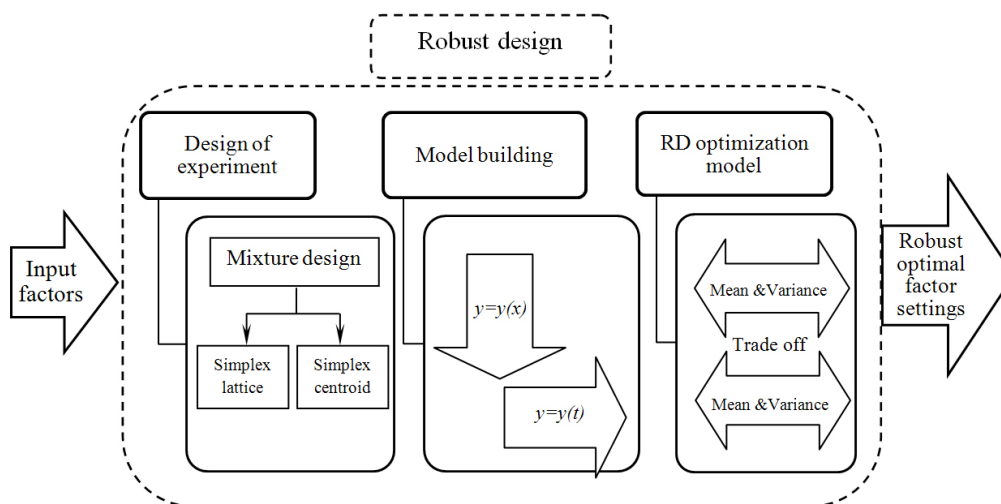 Robust design
Design of
experiment
Model building
RD optimization
model
Input
factors
Mixture design
Simplex
lattice
Simplex
centroid
y=y(x)
y=y(t)
Mean &Variance
Trade off
Mean &Variance
Robust
optimal
factor
settings